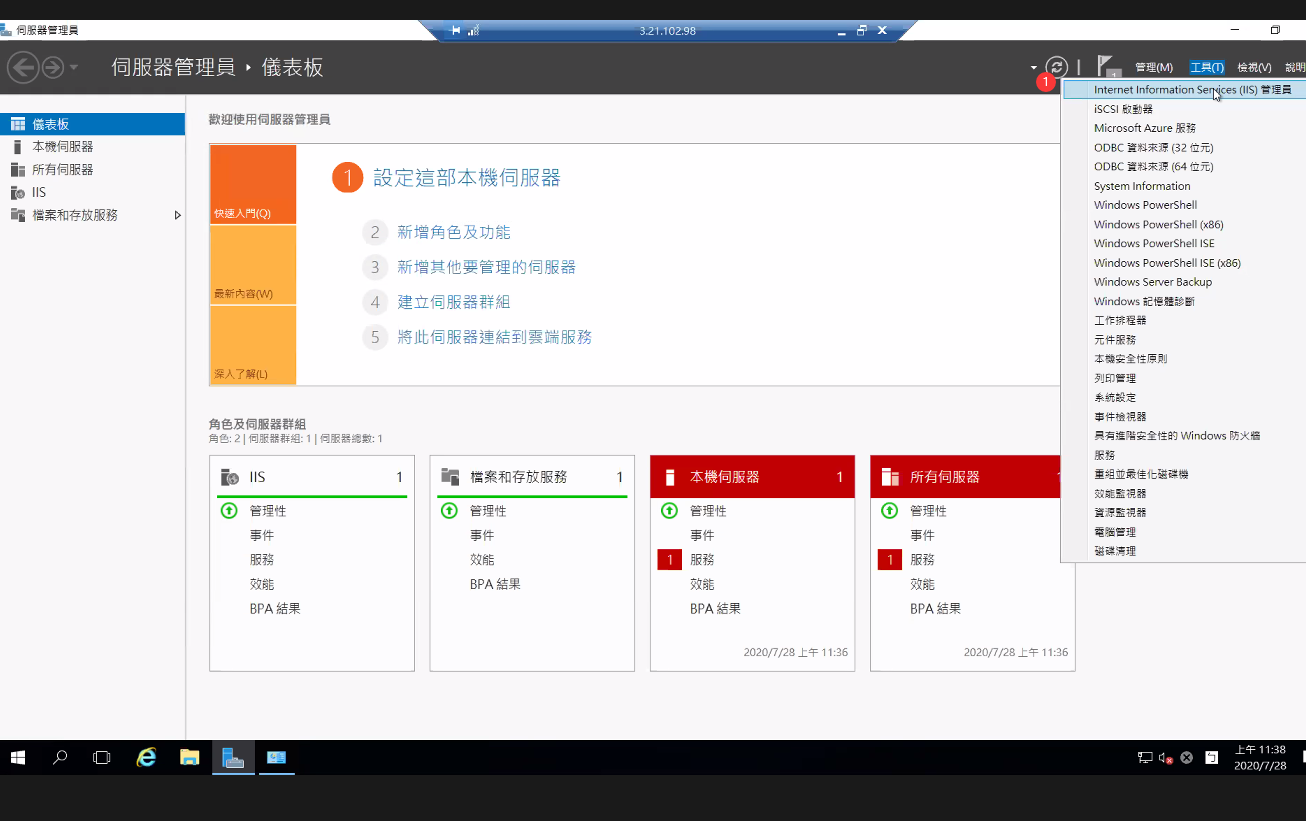 伺服器管理員
3.21.102.98
伺服器管理員 ‣ 儀表板
1
1
管理(M)
工具(T)
檢視(V)
說明
儀表板
本機伺服器
所有伺服器
IIS
檔案和存放服務
歡迎使用伺服器管理員
快速入門(Q)
最新內容(W)
深入了解(L)
1 設定這部本機伺服器
2 新增角色及功能
3 新增其他要管理的伺服器
4 建立伺服器群組
5 將此伺服器連結到雲端服務
角色及伺服器群組
角色: 2 | 伺服器群組: 1 | 伺服器總數: 1
IIS 1
管理性
事件
服務
效能
BPA 結果
檔案和存放服務 1
管理性
事件
效能
BPA 結果
本機伺服器 1
管理性
事件
1 服務
效能
BPA 結果
2020/7/28 上午 11:36
所有伺服器 1
管理性
事件
1 服務
效能
BPA 結果
2020/7/28 上午 11:36
Internet Information Services (IIS) 管理員
iSCSI 啟動器
Microsoft Azure 服務
ODBC 資料來源 (32 位元)
ODBC 資料來源 (64 位元)
System Information
Windows PowerShell
Windows PowerShell (x86)
Windows PowerShell ISE
Windows PowerShell ISE (x86)
Windows Server Backup
Windows 記憶體診斷
工作排程器
元件服務
本機安全性原則
列印管理
系統設定
事件檢視器
具有進階安全性的 Windows 防火牆
服務
重組並最佳化磁碟機
效能監視器
資源監視器
電腦管理
磁碟清理
上午 11:38
2020/7/28